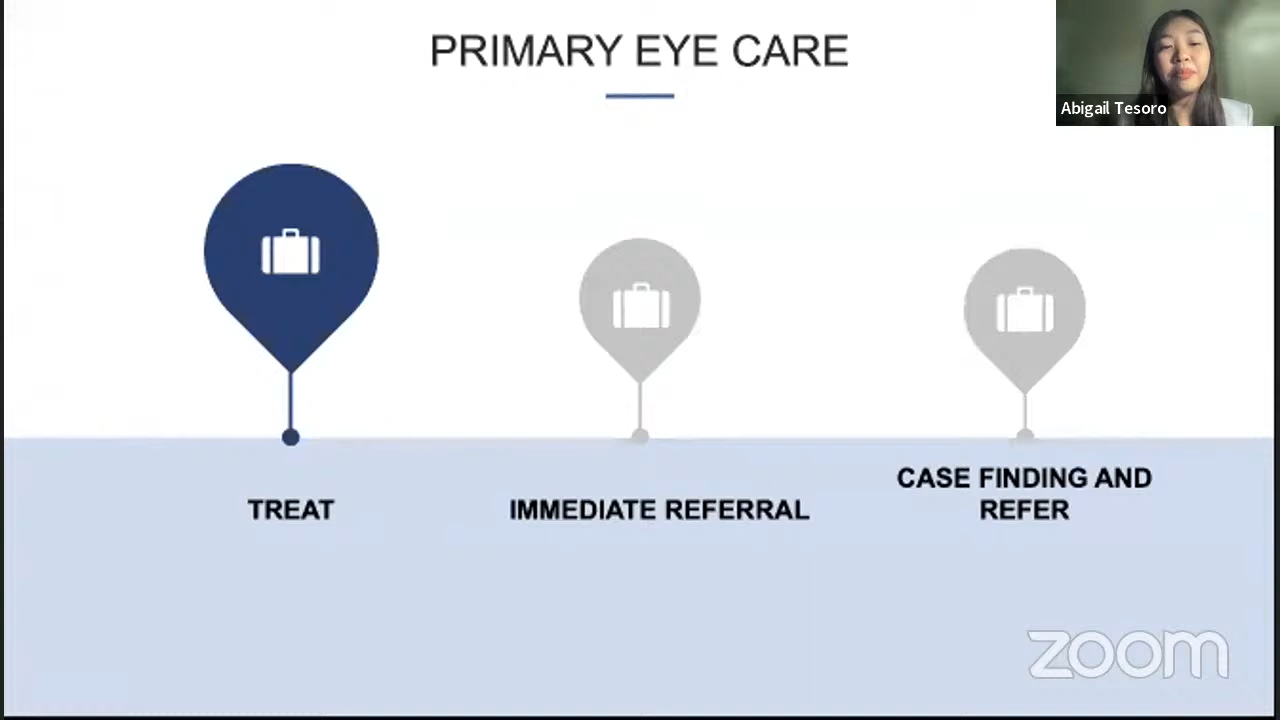 PRIMARY EYE CARE
Abigail Tesoro
TREAT
IMMEDIATE REFERRAL
CASE FINDING AND
REFER
zoom